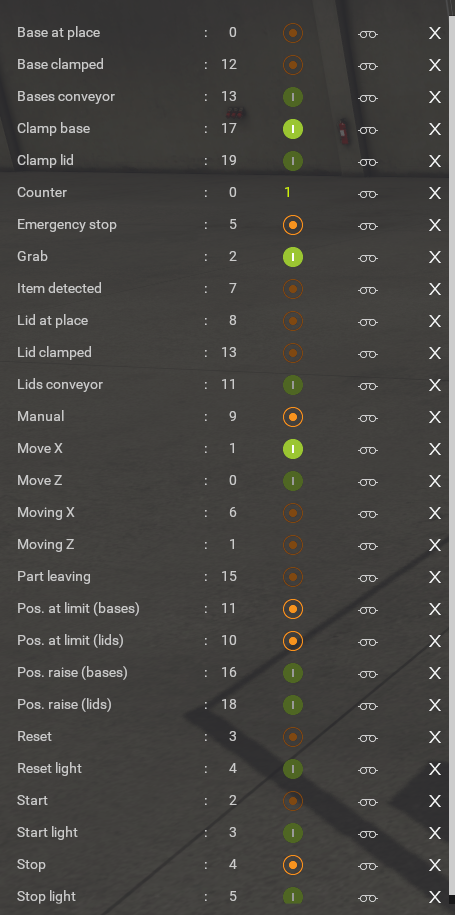 Base at place : 0 X
Base clamped : 12 X
Bases conveyor : 13 X
Clamp base : 17 X
Clamp lid : 19 X
Counter : 0 1 X
Emergency stop : 5 X
Grab : 2 X
Item detected : 7 X
Lid at place : 8 X
Lid clamped : 13 X
Lids conveyor : 11 X
Manual : 9 X
Move X : 1 X
Move Z : 0 X
Moving X : 6 X
Moving Z : 1 X
Part leaving : 15 X
Pos. at limit (bases) : 11 X
Pos. at limit (lids) : 10 X
Pos. raise (bases) : 16 X
Pos. raise (lids) : 18 X
Reset : 3 X
Reset light : 4 X
Start : 2 X
Start light : 3 X
Stop : 4 X
Stop light : 5 X